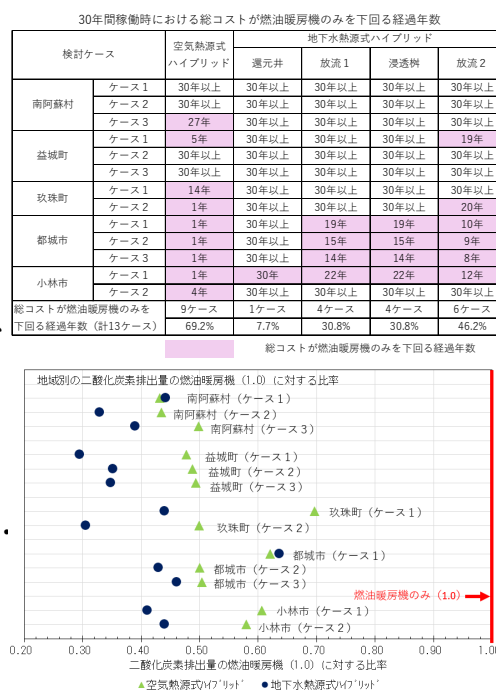 30年間稼働時における総コストが燃油暖房機のみを下回る経過年数
検討ケース 空気熱源式ハイブリッド 地下水熱源式ハイブリッド
還元井 放流１ 浸透桝 放流２
南阿蘇村 ケース１ 30年以上 30年以上 30年以上 30年以上 30年以上
ケース２ 30年以上 30年以上 30年以上 30年以上 30年以上
ケース３ 27年 30年以上 30年以上 30年以上 30年以上
益城町 ケース１ 5年 30年以上 30年以上 30年以上 19年
ケース２ 30年以上 30年以上 30年以上 30年以上 30年以上
ケース３ 30年以上 30年以上 30年以上 30年以上 30年以上
玖珠町 ケース１ 14年 30年以上 30年以上 30年以上 30年以上
ケース２ 1年 30年以上 30年以上 30年以上 20年
都城市 ケース１ 1年 30年以上 19年 19年 10年
ケース２ 1年 30年以上 15年 15年 9年
ケース３ 1年 30年以上 14年 14年 8年
小林市 ケース１ 1年 30年 22年 22年 12年
ケース２ 4年 30年以上 30年以上 30年以上 30年以上
総コストが燃油暖房機のみを 9ケース 1ケース 4ケース 4ケース 6ケース
下回る経過年数（計13ケース） 69.2% 7.7% 30.8% 30.8% 46.2%
総コストが燃油暖房機のみを下回る経過年数
地域別の二酸化炭素排出量の燃油暖房機（1.0）に対する比率
南阿蘇村（ケース１）
南阿蘇村（ケース２）
南阿蘇村（ケース３）
益城町（ケース１）
益城町（ケース２）
益城町（ケース３）
玖珠町（ケース１）
玖珠町（ケース２）
都城市（ケース１）
都城市（ケース２）
都城市（ケース３）
燃油暖房機のみ（1.0）
小林市（ケース１）
小林市（ケース２）
0.20 0.30 0.40 0.50 0.60 0.70 0.80 0.90 1.00
二酸化炭素排出量の燃油暖房機（1.0）に対する比率
空気熱源式ﾊｲﾌﾞﾘｯﾄﾞ 地下水熱源式ﾊｲﾌﾞﾘｯﾄﾞ